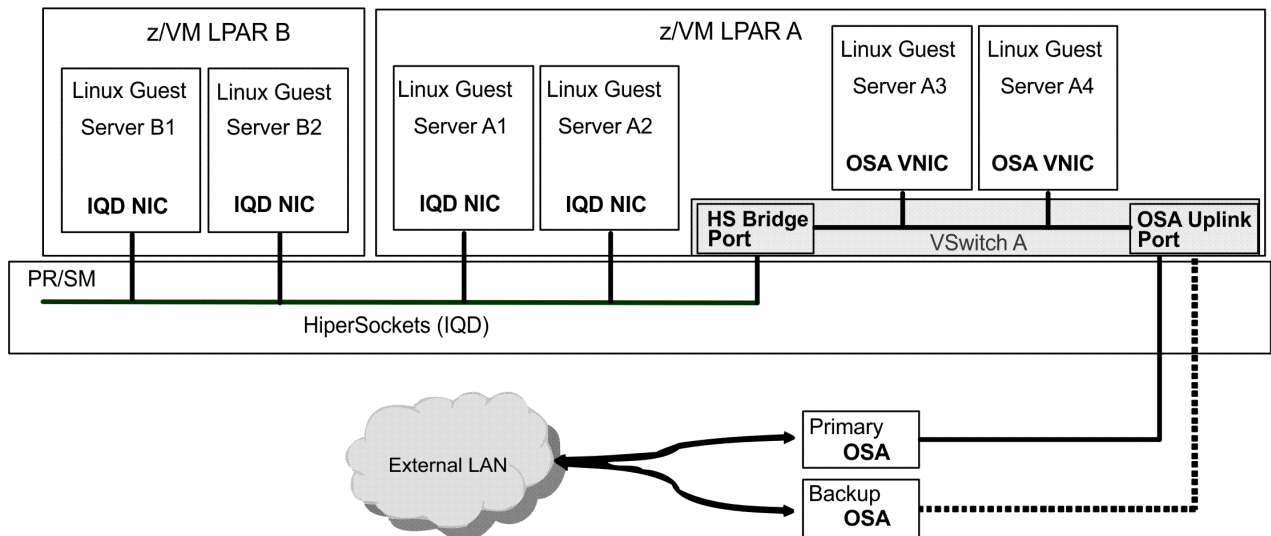 z/VM LPAR B
Linux Guest
Server B1
IQD NIC
Linux Guest
Server B2
IQD NIC
z/VM LPAR A
Linux Guest
Server A1
IQD NIC
Linux Guest
Server A2
IQD NIC
Linux Guest
Server A3
OSA VNIC
Linux Guest
Server A4
OSA VNIC
HS Bridge
Port
VSwitch A
OSA Uplink
Port
PR/SM
HiperSockets (IQD)
External LAN
Primary
OSA
Backup
OSA